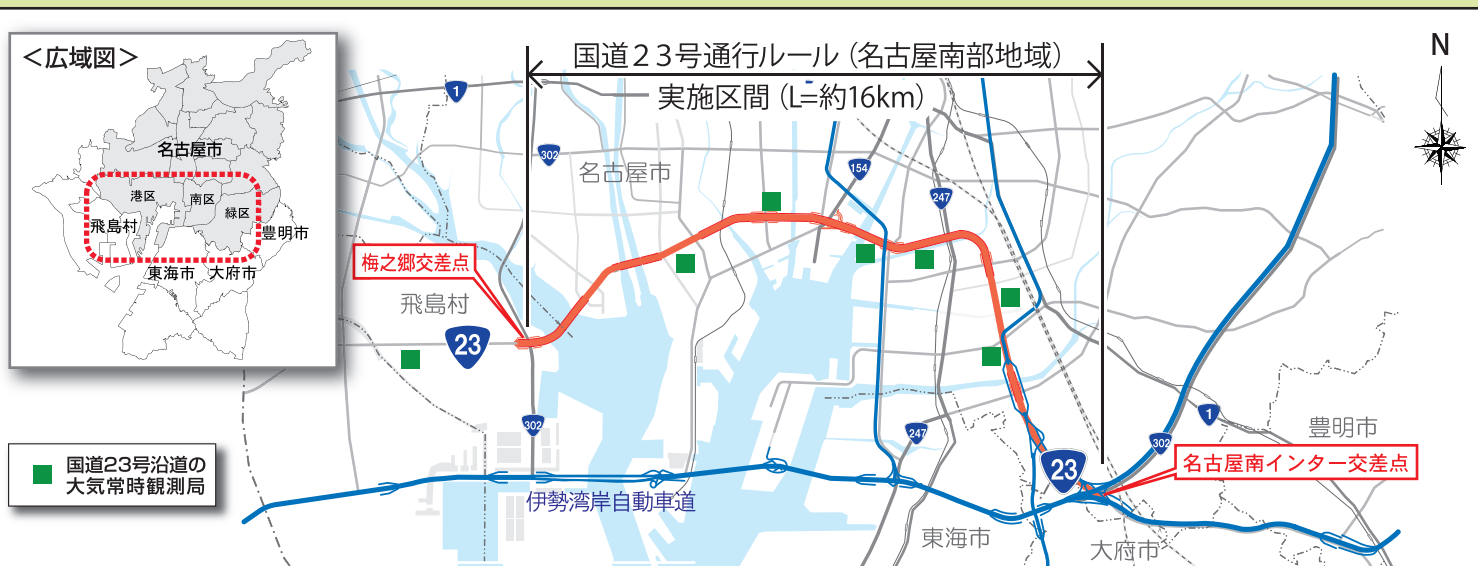 ＜広域図＞
名古屋市
港区
南区
緑区
飛島村
豊明市
東海市
大府市
国道２３号通行ルール（名古屋南部地域）
実施区間（L=約16km）
N
1
302
名古屋市
154
247
梅之郷交差点
飛島村
23
302
247
1
302
豊明市
23
名古屋南インター交差点
国道23号沿道の
大気常時観測局
伊勢湾岸自動車道
東海市
大府市